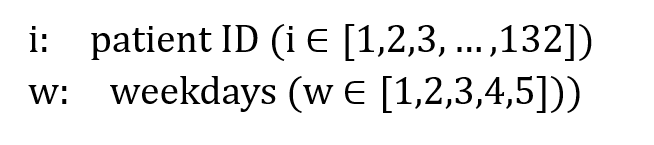 i: patient ID (i ∈ [1,2,3, … ,132])
w: weekdays (w ∈ [1,2,3,4,5]))